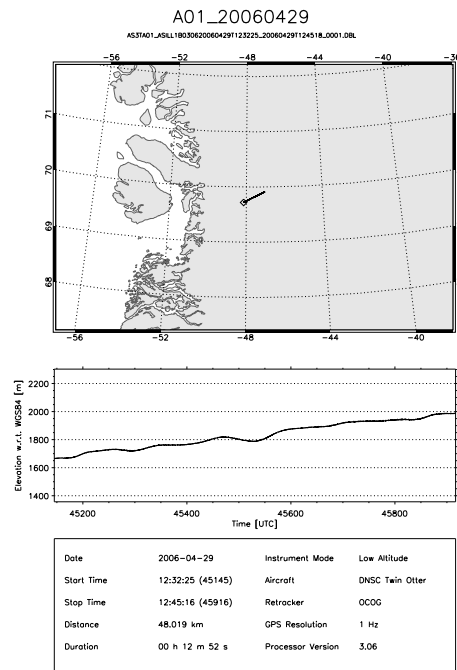 A01_20060429
AS3TA01_ASILL1B030620060429T123225_20060429T124518_0001.DBL
-56 -52 -48 -44 -40 -36
71
70
69
68
-56 -52 -48 -44 -40
Elevation w.r.t. WGS84 [m]
2200
2000
1800
1600
1400
45200 45400 45600 45800
Time [UTC]
Date 2006-04-29 Instrument Mode Low Altitude
Start Time 12:32:25 (45145) Aircraft DNSC Twin Otter
Stop Time 12:45:16 (45916) Retracker OCOG
Distance 48.019 km GPS Resolution 1 Hz
Duration 00 h 12 m 52 s Processor Version 3.06